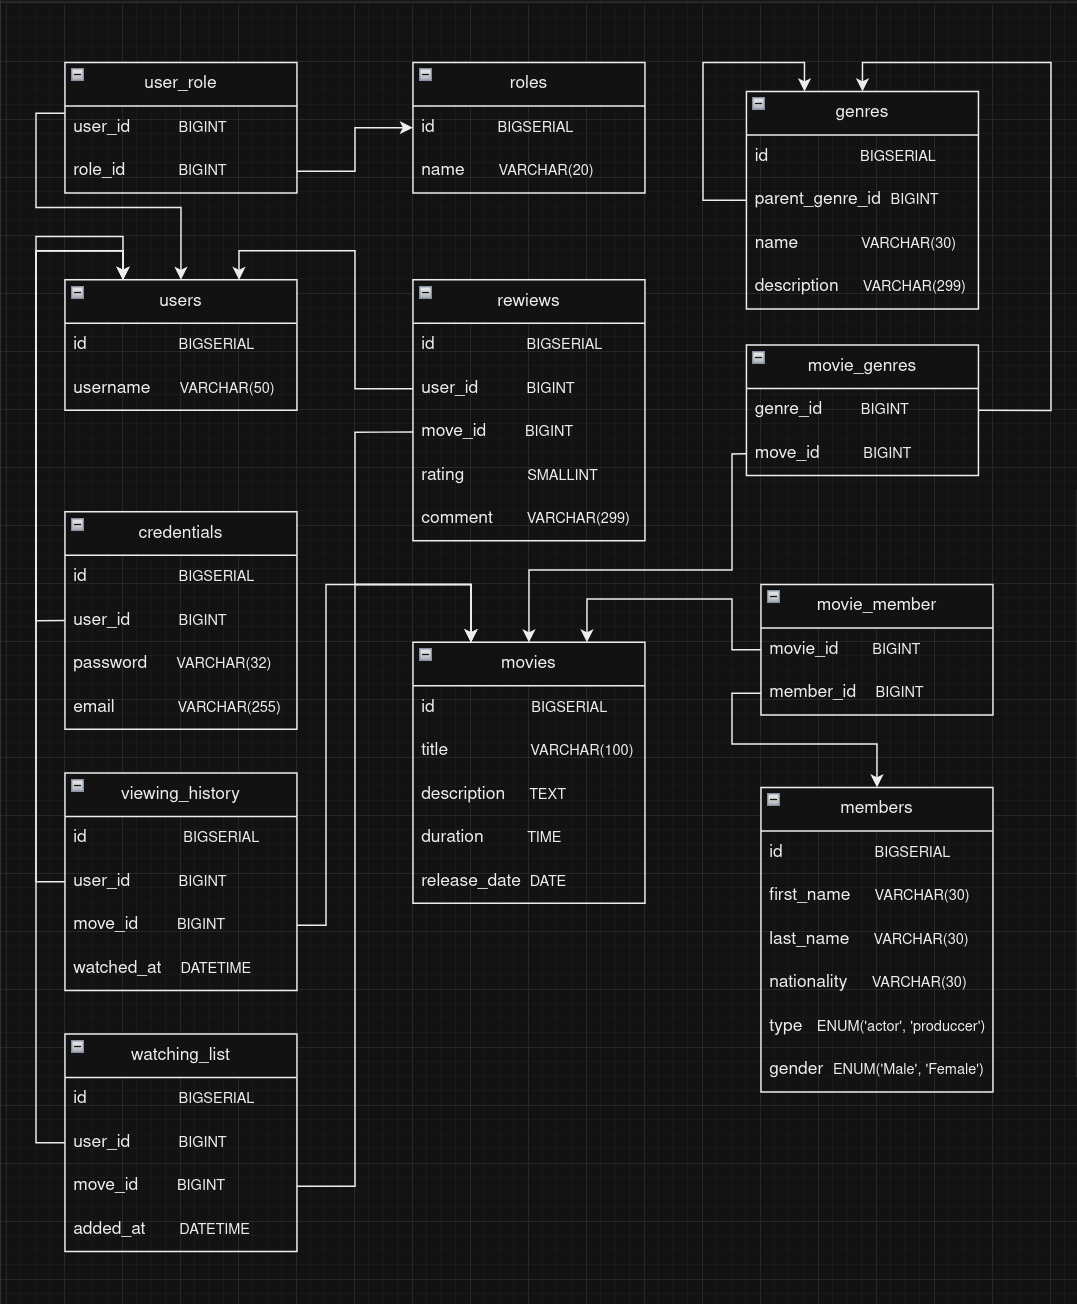 user_role
user_id BIGINT
role_id BIGINT
roles
id BIGSERIAL
name VARCHAR(20)
genres
id BIGSERIAL
parent_genre_id BIGINT
name VARCHAR(30)
description VARCHAR(299)
users
id BIGSERIAL
username VARCHAR(50)
rewiews
id BIGSERIAL
user_id BIGINT
move_id BIGINT
rating SMALLINT
comment VARCHAR(299)
movie_genres
genre_id BIGINT
move_id BIGINT
credentials
id BIGSERIAL
user_id BIGINT
password VARCHAR(32)
email VARCHAR(255)
movies
id BIGSERIAL
title VARCHAR(100)
description TEXT
duration TIME
release_date DATE
movie_member
movie_id BIGINT
member_id BIGINT
viewing_history
id BIGSERIAL
user_id BIGINT
move_id BIGINT
watched_at DATETIME
members
id BIGSERIAL
first_name VARCHAR(30)
last_name VARCHAR(30)
nationality VARCHAR(30)
type ENUM('actor', 'produccer')
gender ENUM('Male', 'Female')
watching_list
id BIGSERIAL
user_id BIGINT
move_id BIGINT
added_at DATETIME